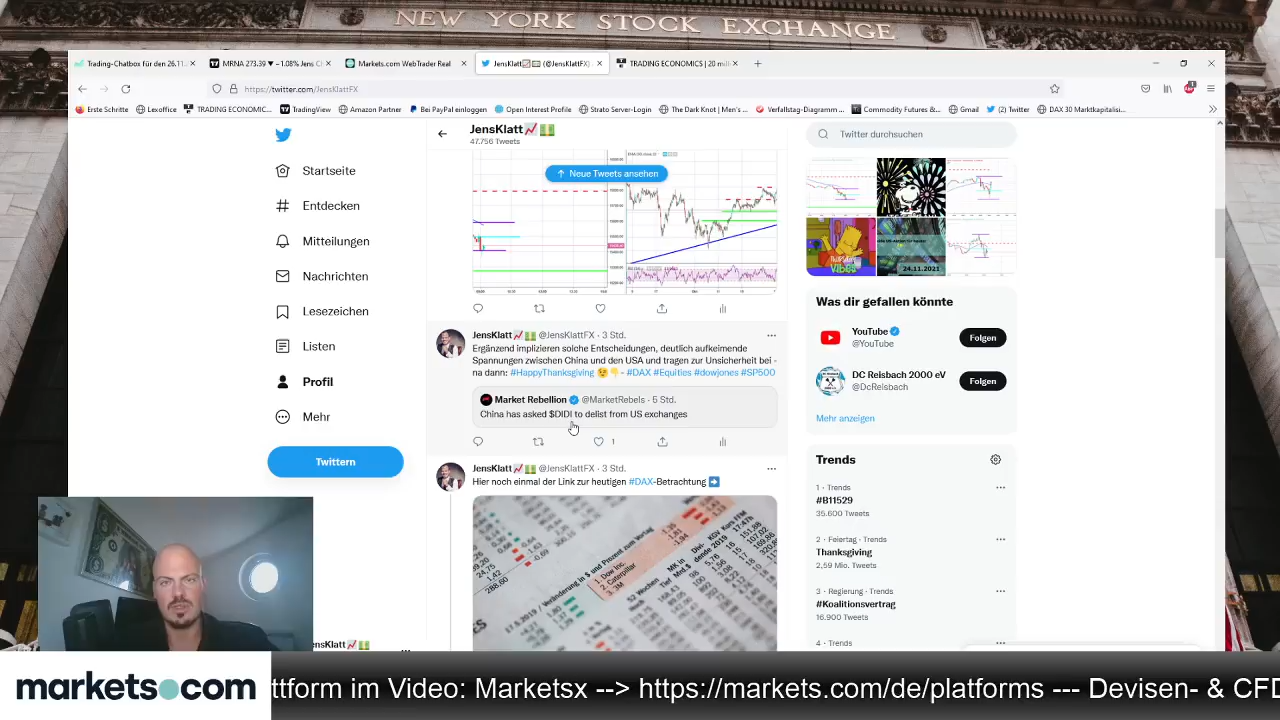 NEW YORK STOCK EXCHANGE
Trading-Chatbox für den 26.11.
MRNA 273.39 ▼ −1.08% Jens C
Markets.com WebTrader Real
JensKlatt (@JensKlattFX)
TRADING ECONOMICS | 20 mill
https://twitter.com/JensKlattFX
Erste Schritte
Lexoffice
TRADING ECONOMIC...
TradingView
Amazon Partner
Bei PayPal einloggen
Open Interest Profile
Strato Server-Login
The Dark Knot | Men's ...
Verfallstag-Diagramm ...
Commodity Futures &...
Gmail
(2) Twitter
DAX 30 Marktkapitalisi...
Startseite
Entdecken
Mitteilungen
Nachrichten
Lesezeichen
Listen
Profil
Mehr
Twittern
JensKlatt📈💵
47.756 Tweets
Neue Tweets ansehen
JensKlatt📈💵 @JensKlattFX · 3 Std.
Ergänzend implizieren solche Entscheidungen, deutlich aufkeimende
Spannungen zwischen China und den USA und tragen zur Unsicherheit bei -
na dann: #HappyThanksgiving 😉👇- #DAX #Equities #dowjones #SP500
Market Rebellion @MarketRebels · 5 Std.
China has asked $DIDI to delist from US exchanges
1
JensKlatt📈💵 @JensKlattFX · 3 Std.
Hier noch einmal der Link zur heutigen #DAX-Betrachtung ➡
Twitter durchsuchen
24.11.2021
Was dir gefallen könnte
YouTube
@YouTube
Folgen
DC Reisbach 2000 eV
@DcReisbach
Folgen
Mehr anzeigen
Trends
1 · Trends
#B11529
35.600 Tweets
2 · Feiertag · Trends
Thanksgiving
2,59 Mio. Tweets
3 · Regierung · Trends
#Koalitionsvertrag
16.900 Tweets
4 · Trends
markets.com
ttform im Video: Marketsx --> https://markets.com/de/platforms --- Devisen- & CFD